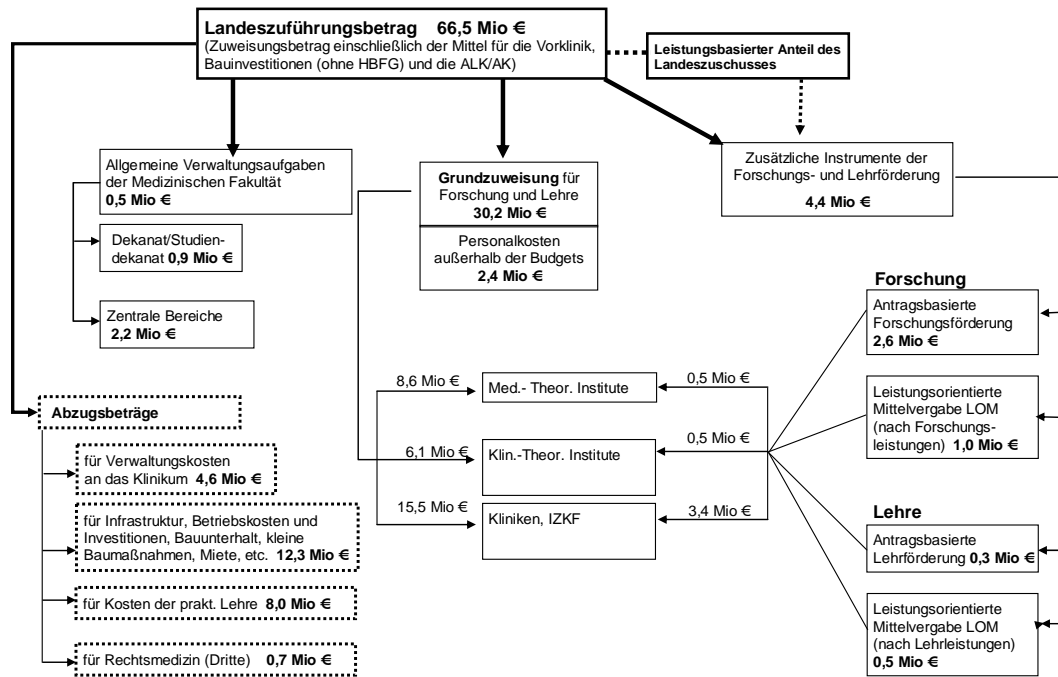 Landeszuführungsbetrag 66,5 Mio €
(Zuweisungsbetrag einschließlich der Mittel für die Vorklinik,
Bauinvestitionen (ohne HBFG) und die ALK/AK)
Leistungsbasierter Anteil des
Landeszuschusses
Allgemeine Verwaltungsaufgaben
der Medizinischen Fakultät
0,5 Mio €
Dekanat/Studien-
dekanat 0,9 Mio €
Zentrale Bereiche
2,2 Mio €
Grundzuweisung für
Forschung und Lehre
30,2 Mio €
Personalkosten
außerhalb der Budgets
2,4 Mio €
Zusätzliche Instrumente der
Forschungs- und Lehrförderung
4,4 Mio €
Abzugsbeträge
für Verwaltungskosten
an das Klinikum 4,6 Mio €
für Infrastruktur, Betriebskosten und
Investitionen, Bauunterhalt, kleine
Baumaßnahmen, Miete, etc. 12,3 Mio €
für Kosten der prakt. Lehre 8,0 Mio €
für Rechtsmedizin (Dritte) 0,7 Mio €
8,6 Mio €
Med.- Theor. Institute
0,5 Mio €
6,1 Mio €
Klin.-Theor. Institute
0,5 Mio €
15,5 Mio €
Kliniken, IZKF
3,4 Mio €
Forschung
Antragsbasierte
Forschungsförderung
2,6 Mio €
Leistungsorientierte
Mittelvergabe LOM
(nach Forschungs-
leistungen) 1,0 Mio €
Lehre
Antragsbasierte
Lehrförderung 0,3 Mio €
Leistungsorientierte
Mittelvergabe LOM
(nach Lehrleistungen)
0,5 Mio €